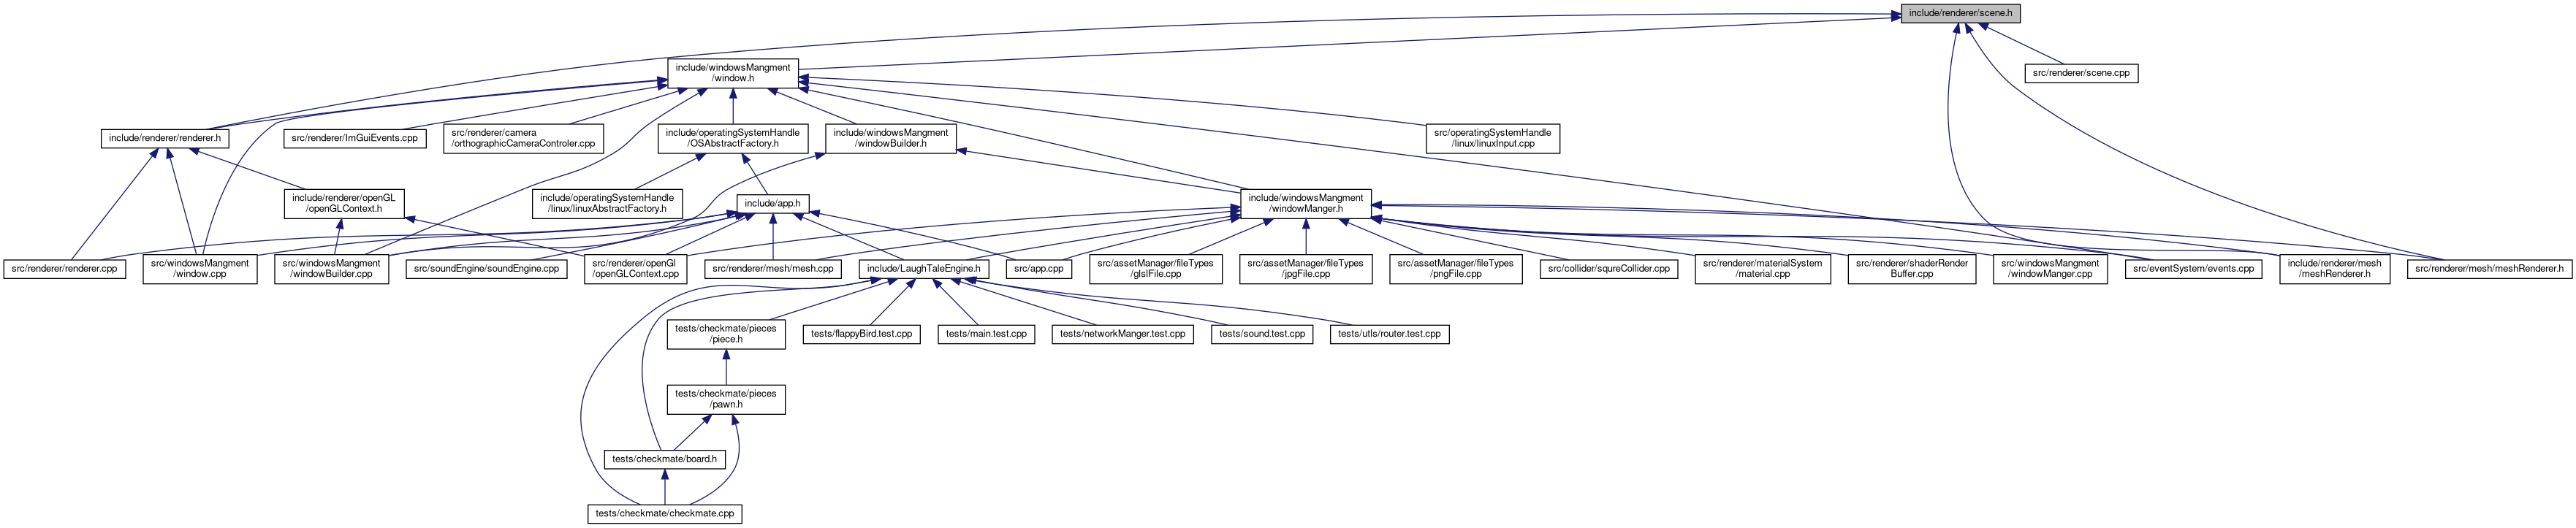 include/renderer/scene.h
include/windowsMangment
/window.h
src/renderer/scene.cpp
include/renderer/renderer.h
src/renderer/ImGuiEvents.cpp
src/renderer/camera
/orthographicCameraControler.cpp
include/operatingSystemHandle
/OSAbstractFactory.h
include/windowsMangment
/windowBuilder.h
src/operatingSystemHandle
/linux/linuxInput.cpp
include/renderer/openGL
/openGLContext.h
include/operatingSystemHandle
/linux/linuxAbstractFactory.h
include/app.h
include/windowsMangment
/windowManger.h
src/renderer/renderer.cpp
src/windowsMangment
/window.cpp
src/windowsMangment
/windowBuilder.cpp
src/soundEngine/soundEngine.cpp
src/renderer/openGl
/openGLContext.cpp
src/renderer/mesh/mesh.cpp
include/LaughTaleEngine.h
src/app.cpp
src/assetManager/fileTypes
/glslFile.cpp
src/assetManager/fileTypes
/jpgFile.cpp
src/assetManager/fileTypes
/pngFile.cpp
src/collider/squreCollider.cpp
src/renderer/materialSystem
/material.cpp
src/renderer/shaderRender
Buffer.cpp
src/windowsMangment
/windowManger.cpp
src/eventSystem/events.cpp
include/renderer/mesh
/meshRenderer.h
src/renderer/mesh/meshRenderer.h
tests/checkmate/pieces
/piece.h
tests/flappyBird.test.cpp
tests/main.test.cpp
tests/networkManger.test.cpp
tests/sound.test.cpp
tests/utls/router.test.cpp
tests/checkmate/pieces
/pawn.h
tests/checkmate/board.h
tests/checkmate/checkmate.cpp